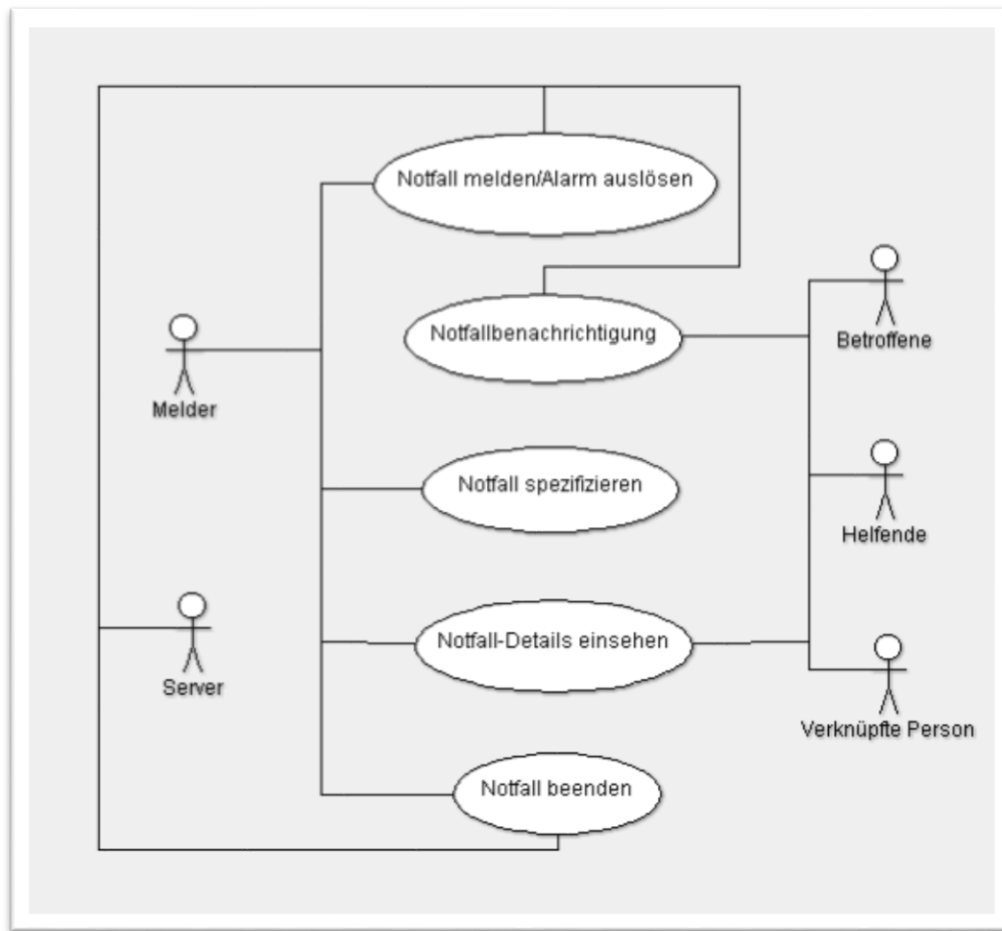 Notfall melden/Alarm auslösen
Notfallbenachrichtigung
Betroffene
Melder
Notfall spezifizieren
Helfende
Notfall-Details einsehen
Server
Verknüpfte Person
Notfall beenden